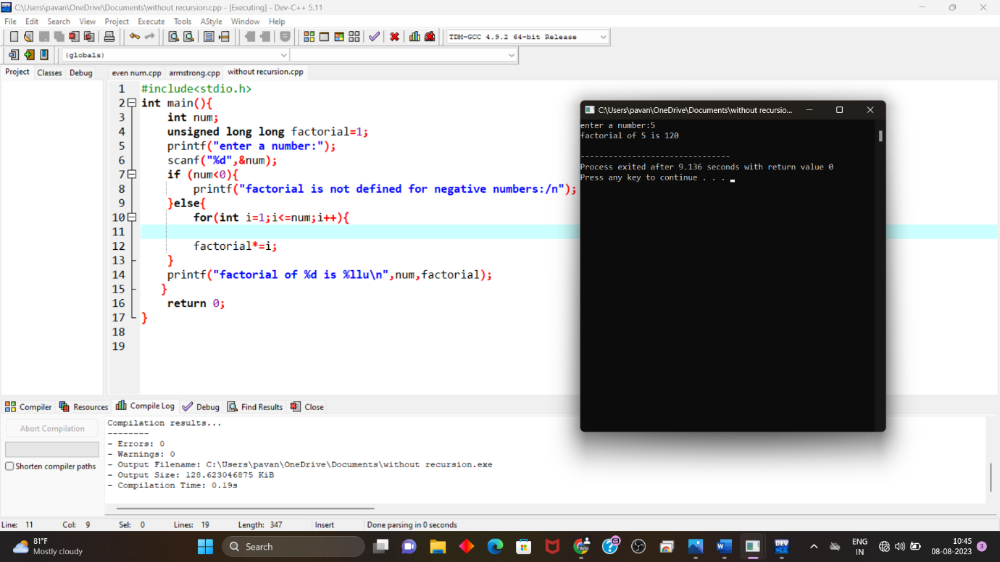 C:\Users\pavan\OneDrive\Documents\without recursion.cpp - [Executing] - Dev-C++ 5.11
File Edit Search View Project Execute Tools AStyle Window Help
TDM-GCC 4.9.2 64-bit Release
(globals)
Project Classes Debug
even num.cpp armstrong.cpp without recursion.cpp
1 #include<stdio.h>
2 int main(){
3 int num;
4 unsigned long long factorial=1;
5 printf("enter a number:");
6 scanf("%d",&num);
7 if (num<0){
8 printf("factorial is not defined for negative numbers:/n");
9 }else{
10 for(int i=1;i<=num;i++){
11
12 factorial*=i;
13 }
14 printf("factorial of %d is %llu\n",num,factorial);
15 }
16 return 0;
17 }
18
19
C:\Users\pavan\OneDrive\Documents\without recursio...
enter a number:5
factorial of 5 is 120
--------------------------------
Process exited after 9.136 seconds with return value 0
Press any key to continue . . .
Compiler Resources Compile Log Debug Find Results Close
Abort Compilation
Shorten compiler paths
Compilation results...
--------
- Errors: 0
- Warnings: 0
- Output Filename: C:\Users\pavan\OneDrive\Documents\without recursion.exe
- Output Size: 128.623046875 KiB
- Compilation Time: 0.19s
Line: 11 Col: 9 Sel: 0 Lines: 19 Length: 347 Insert Done parsing in 0 seconds
81°F
Mostly cloudy
Search
Beta
DEV
ENG
IN
10:45
08-08-2023
3